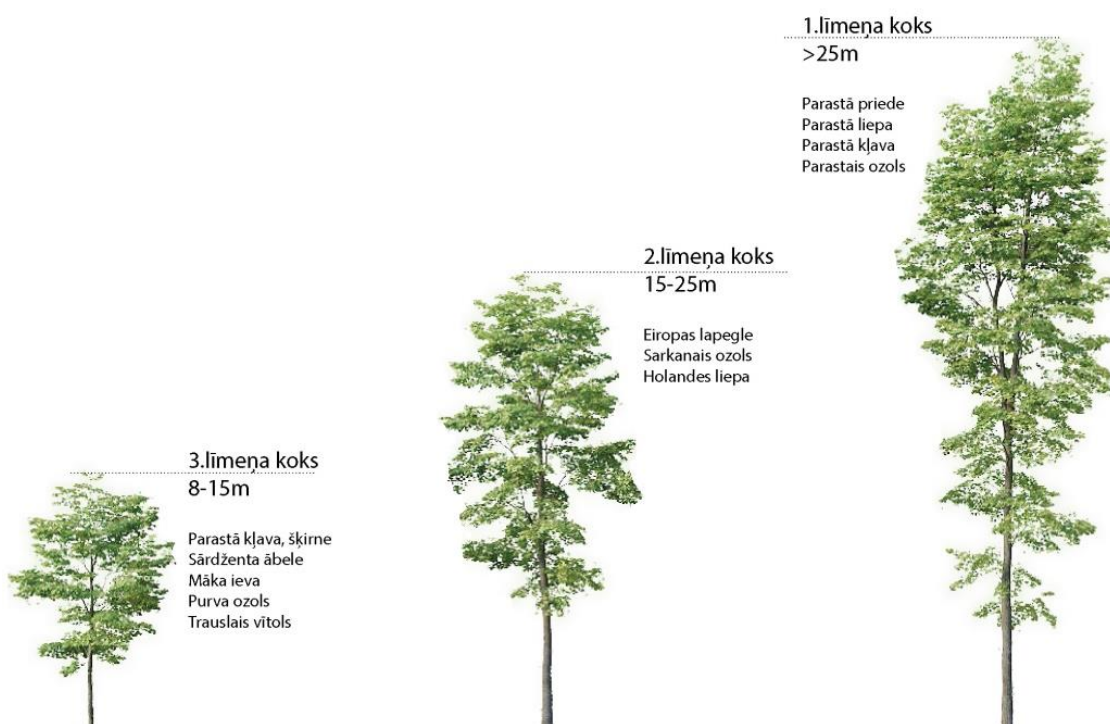 1.līmeņa koks
>25m
Parastā priede
Parastā liepa
Parastā kļava
Parastais ozols
2.līmeņa koks
15-25m
Eiropas lapegle
Sarkanais ozols
Holandes liepa
3.līmeņa koks
8-15m
Parastā kļava, šķirne
Sārdženta ābele
Māka ieva
Purva ozols
Trauslais vītols